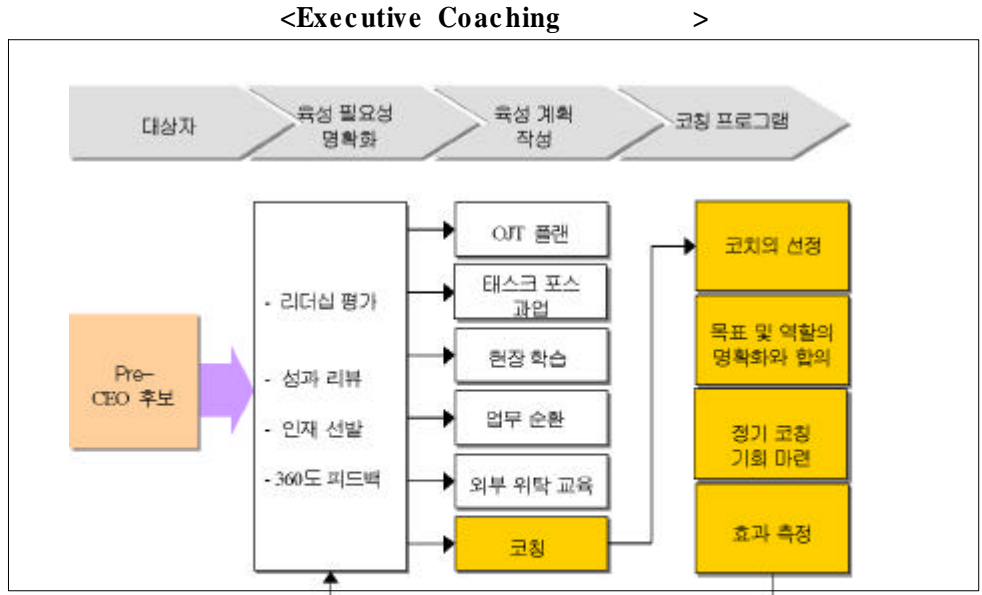 <Executive Coaching >
대상자
육성 필요성
명확화
육성 계획
작성
코칭 프로그램
Pre-
CEO 후보
- 리더십 평가
- 성과 리뷰
- 인재 선발
- 360도 피드백
OJT 플랜
태스크 포스
과업
현장 학습
업무 순환
외부 위탁 교육
코칭
코치의 선정
목표 및 역할의
명확화와 합의
정기 코칭
기회 마련
효과 측정